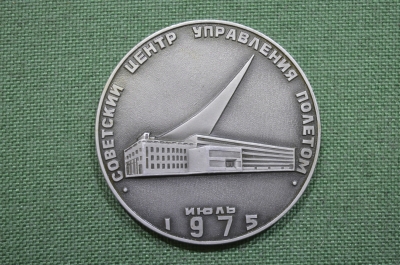 СОВЕТСКИЙ ЦЕНТР УПРАВЛЕНИЯ ПОЛЕТОМ
ИЮЛЬ
1975